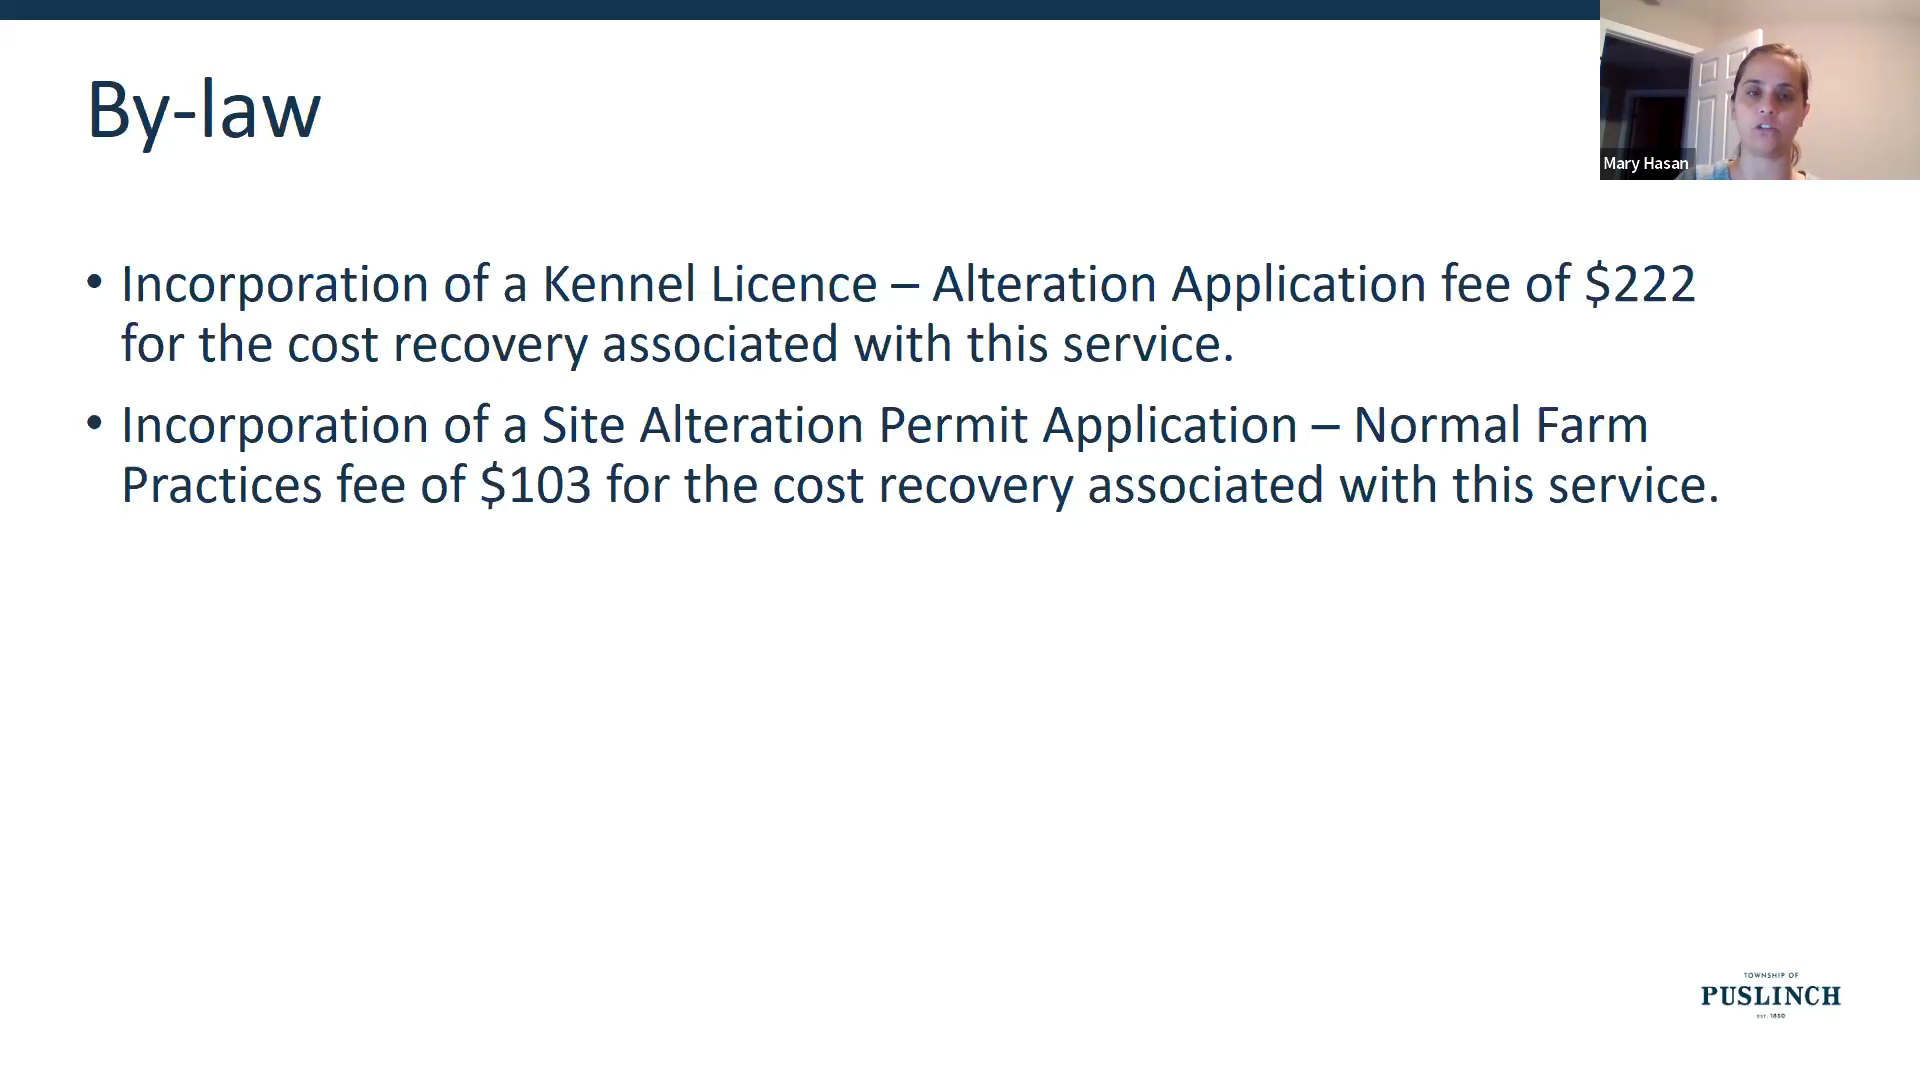 By-law
Mary Hasan
• Incorporation of a Kennel Licence – Alteration Application fee of $222
for the cost recovery associated with this service.
• Incorporation of a Site Alteration Permit Application – Normal Farm
Practices fee of $103 for the cost recovery associated with this service.
TOWNSHIP OF
PUSLINCH
EST. 1850